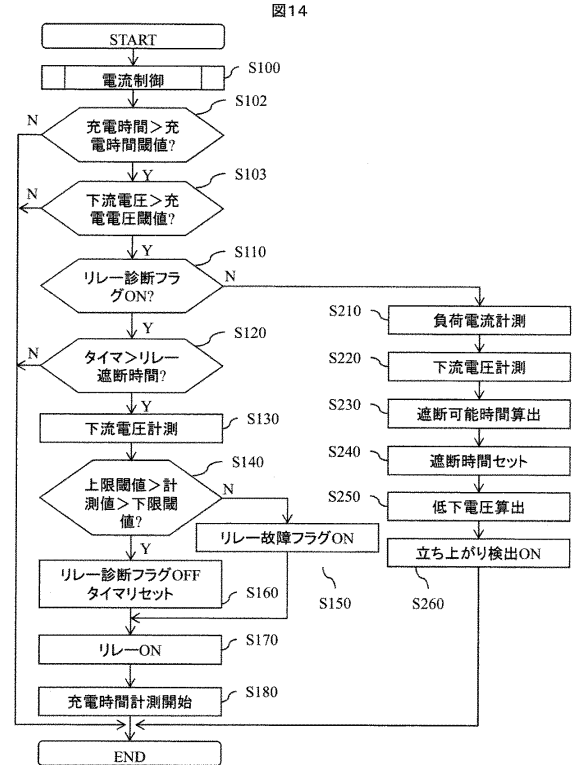 図14
START
電流制御
S100
S102
N
充電時間>充
電時間閾値?
Y
S103
N
下流電圧>充
電電圧閾値?
Y
S110
リレー診断フラ
グON?
N
Y
S120
N
タイマ>リレー
遮断時間?
Y
下流電圧計測
S130
S140
上限閾値>計
測値>下限閾
値?
N
Y
リレー故障フラグON
S150
リレー診断フラグOFF
タイマリセット
S160
リレーON
S170
充電時間計測開始
S180
END
S210
負荷電流計測
S220
下流電圧計測
S230
遮断可能時間算出
S240
遮断時間セット
S250
低下電圧算出
立ち上がり検出ON
S260